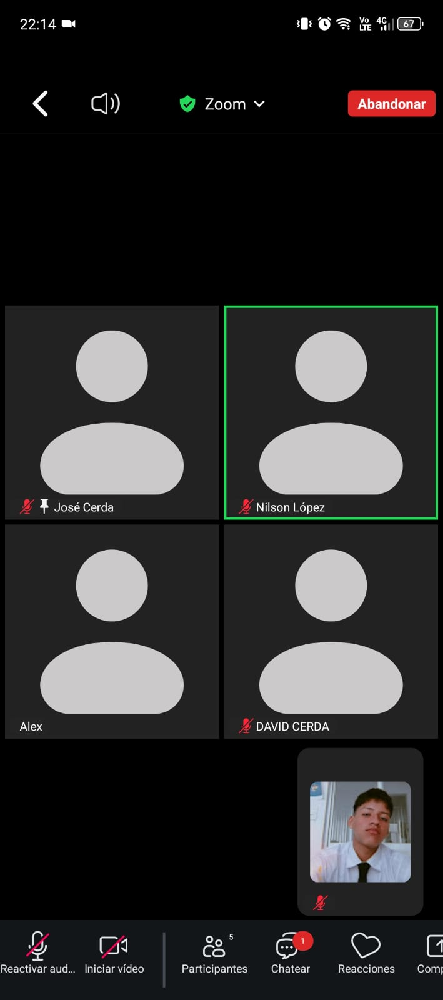 22:14
Vo
LTE
4G
67
Zoom
Abandonar
José Cerda
Nilson López
Alex
DAVID CERDA
5
1
Reactivar aud...
Iniciar vídeo
Participantes
Chatear
Reacciones
Comp